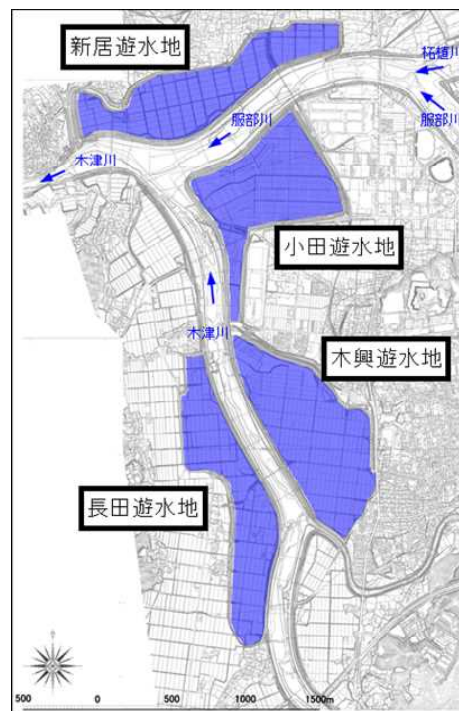 新居遊水地
柘植川
服部川
服部川
木津川
小田遊水地
木津川
木興遊水地
長田遊水地
500 0 500 1000 1500m